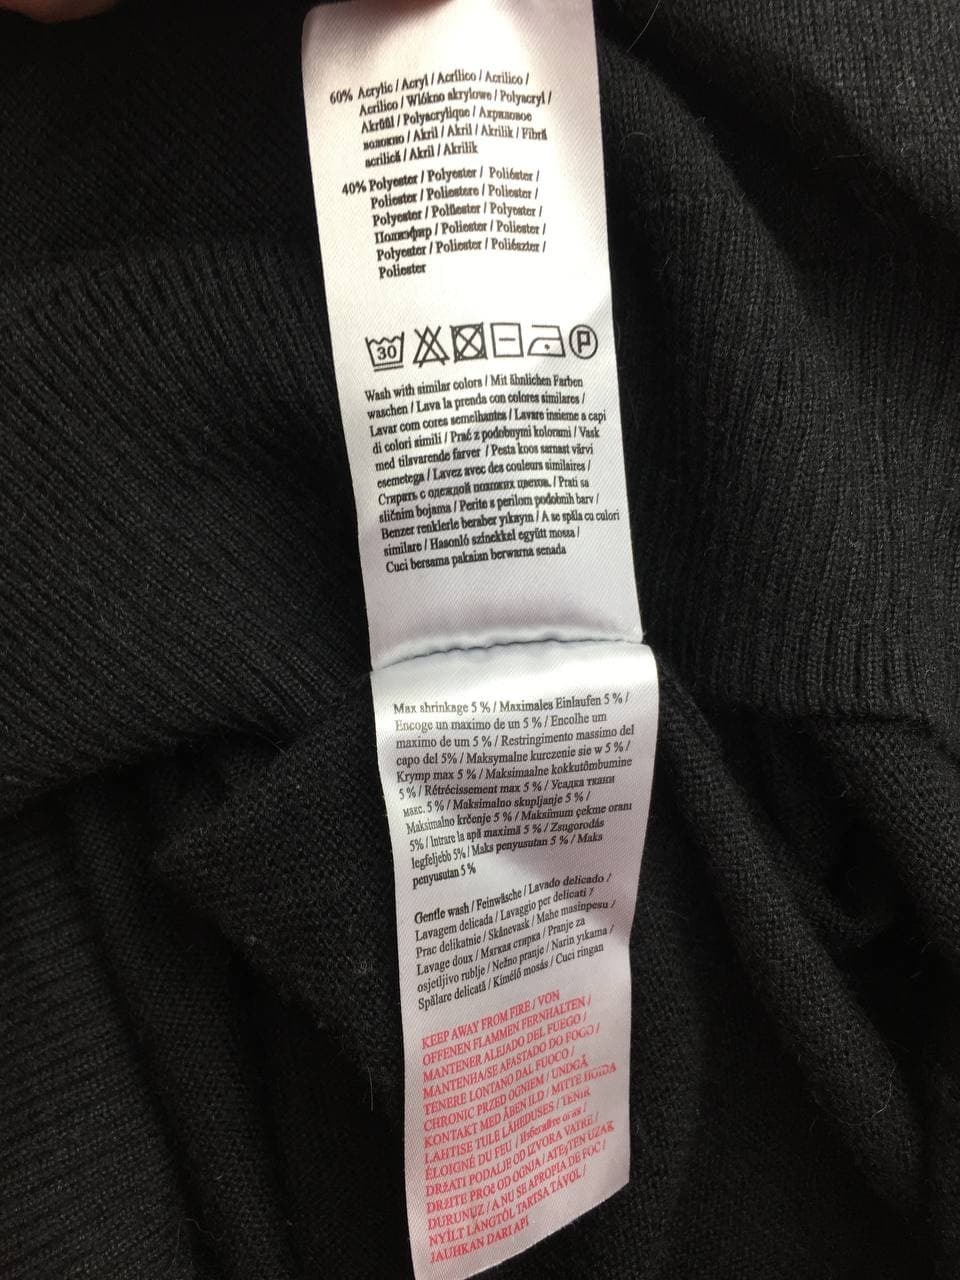 60% Acrylic / Acryl / Acrílico / Acrilico /
Acrilico / Włókno akrylowe / Polyacryl /
Akrüül / Polyacrylique / Акриловое
волокно / Akril / Akril / Akrilik / Fibră
acrilică / Akril / Akrilik
40% Polyester / Polyester / Poliéster /
Poliester / Poliestere / Poliester /
Polyester / Polüester / Polyester /
Полиэфир / Poliester / Poliester /
Polyester / Poliester / Poliészter /
Poliester
30 P
Wash with similar colors / Mit ähnlichen Farben
waschen / Lava la prenda con colores similares /
Lavar com cores semelhantes / Lavare insieme a capi
di colori simili / Prać z podobnymi kolorami / Vask
med tilsvarende farver / Pesta koos sarnast värvi
esemetega / Lavez avec des couleurs similaires /
Стирать с одеждой похожих цветов. / Prati sa
sličnim bojama / Perite s perilom podobnih barv /
Benzer renklerle beraber yıkayın / A se spăla cu culori
similare / Hasonló színekkel együtt mossa /
Cuci bersama pakaian berwarna senada
Max shrinkage 5 % / Maximales Einlaufen 5 % /
Encoge un maximo de un 5 % / Encolhe um
maximo de um 5 % / Restringimento massimo del
capo del 5% / Maksymalne kurczenie sie w 5 % /
Krymp max 5 % / Maksimaalne kokkutõmbumine
5 % / Rétrécissement max 5 % / Усадка ткани
макс. 5 % / Maksimalno skupljanje 5 % /
Maksimalno krčenje 5 % / Maksimum çekme oranı
5% / Intrare la apă maximă 5 % / Zsugorodás
legfeljebb 5% / Maks penyusutan 5 % / Maks
penyusutan 5 %
Gentle wash / Feinwäsche / Lavado delicado /
Lavagem delicada / Lavaggio per delicati /
Prac delikatnie / Skånevask / Mahe masinpesu /
Lavage doux / Мягкая стирка / Pranje za
osjetljivo rublje / Nežno pranje / Narin yıkama /
Spălare delicată / Kímélő mosás / Cuci ringan
KEEP AWAY FROM FIRE / VON
OFFENEN FLAMMEN FERNHALTEN /
MANTENER ALEJADO DEL FUEGO /
MANTENHA/SE AFASTADO DO FOGO /
TENERE LONTANO DAL FUOCO /
CHRONIC PRZED OGNIEM / UNDGÅ
KONTAKT MED ÅBEN ILD / MITTE HOIDA
LAHTISE TULE LÄHEDUSES / TENIR
ÉLOIGNÉ DU FEU / Избегайте огня /
DRŽATI PODALJE OD IZVORA VATRE /
DRŽITE PROČ OD OGNJA / ATEŞTEN UZAK
DURUNUZ / A NU SE APROPIA DE FOC /
NYÍLT LÁNGTÓL TARTSA TÁVOL /
JAUHKAN DARI API